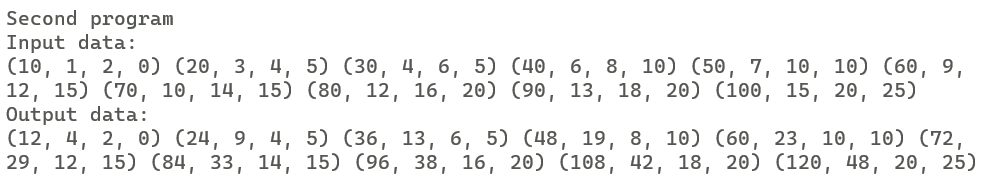 Second program
Input data:
(10, 1, 2, 0) (20, 3, 4, 5) (30, 4, 6, 5) (40, 6, 8, 10) (50, 7, 10, 10) (60, 9,
12, 15) (70, 10, 14, 15) (80, 12, 16, 20) (90, 13, 18, 20) (100, 15, 20, 25)
Output data:
(12, 4, 2, 0) (24, 9, 4, 5) (36, 13, 6, 5) (48, 19, 8, 10) (60, 23, 10, 10) (72,
29, 12, 15) (84, 33, 14, 15) (96, 38, 16, 20) (108, 42, 18, 20) (120, 48, 20, 25)